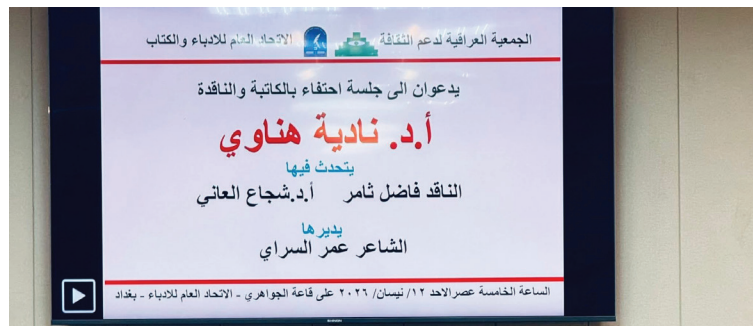 الجمعية العراقية لدعم الثقافة الاتحاد العام للادباء والكتاب
يدعوان الى جلسة احتفاء بالكاتبة والناقدة
أ.د. نادية هناوي
يتحدث فيها
الناقد فاضل ثامر أ.د.شجاع العاني
يديرها
الشاعر عمر السراي
الساعة الخامسة عصرالاحد ١٢/ نيسان/ ٢٠٢٦ على قاعة الجواهري - الاتحاد العام للادباء - بغداد